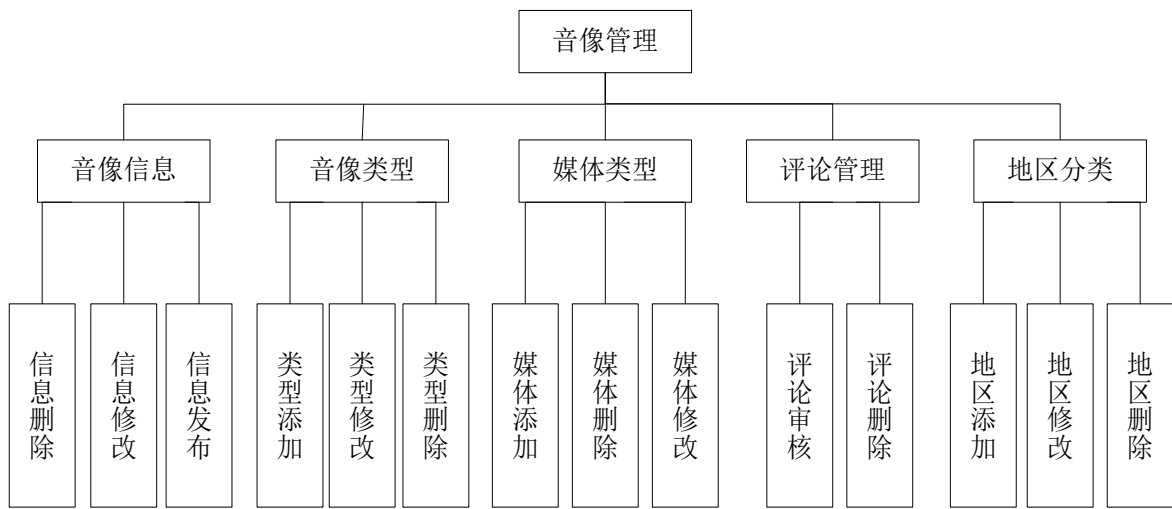 音像管理
音像信息
音像类型
媒体类型
评论管理
地区分类
信息删除
信息修改
信息发布
类型添加
类型修改
类型删除
媒体添加
媒体删除
媒体修改
评论审核
评论删除
地区添加
地区修改
地区删除